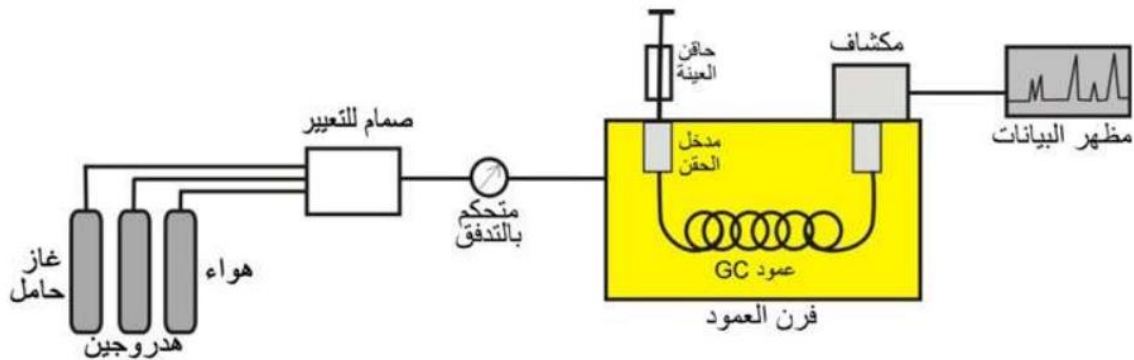 حاقن
العينة
مكشاف
صمام للتعيير
مدخل
الحقن
مظهر البيانات
متحكم
بالتدفق
غاز
حامل
هواء
عمود GC
فرن العمود
هدروجين